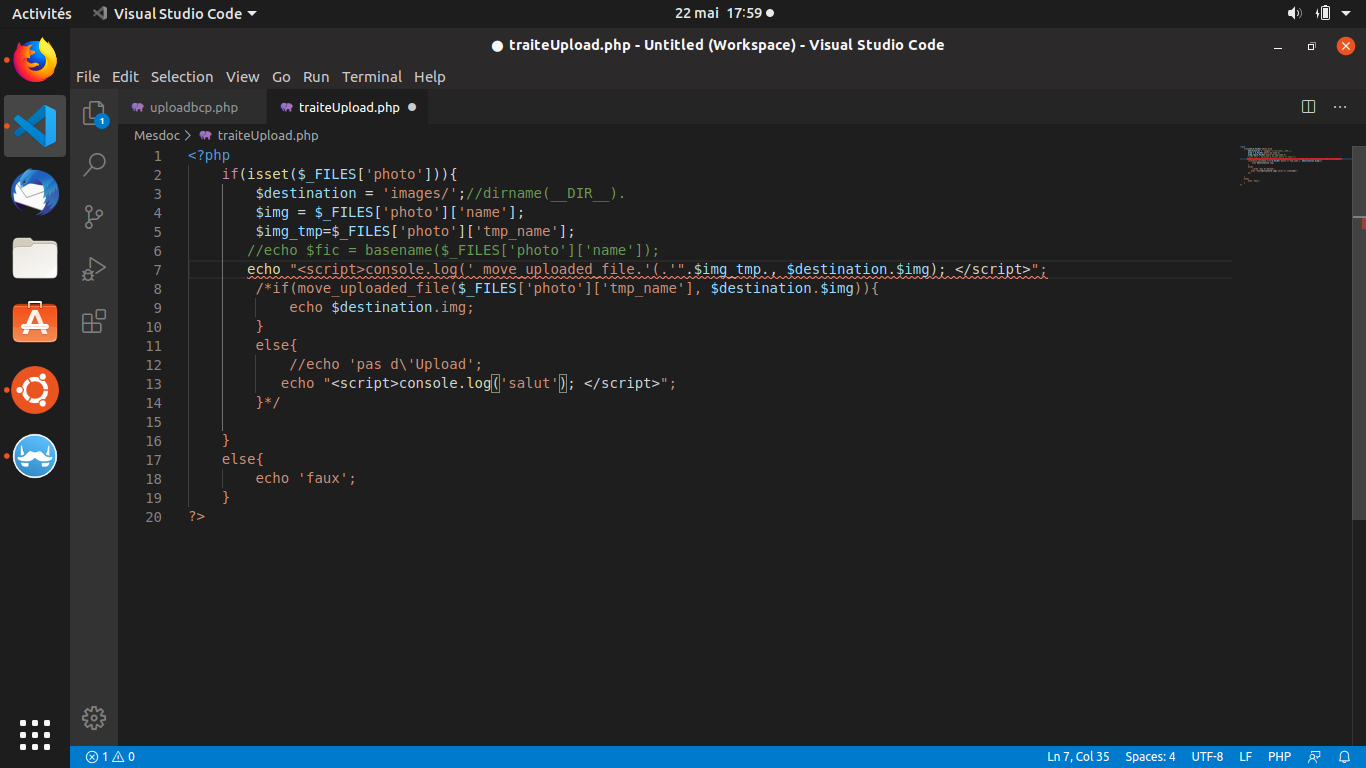 Activités Visual Studio Code 22 mai 17:59
traiteUpload.php - Untitled (Workspace) - Visual Studio Code
File Edit Selection View Go Run Terminal Help
1 uploadbcp.php traiteUpload.php
Mesdoc > traiteUpload.php
1 <?php
2 if(isset($_FILES['photo'])){
3 $destination = 'images/';//dirname(__DIR__).
4 $img = $_FILES['photo']['name'];
5 $img_tmp=$_FILES['photo']['tmp_name'];
6 //echo $fic = basename($_FILES['photo']['name']);
7 echo "<script>console.log(' move_uploaded_file.'(.'".$img_tmp., $destination.$img); </script>";
8 /*if(move_uploaded_file($_FILES['photo']['tmp_name'], $destination.$img)){
9 echo $destination.img;
10 }
11 else{
12 //echo 'pas d\'Upload';
13 echo "<script>console.log('salut'); </script>";
14 }*/
15
16 }
17 else{
18 echo 'faux';
19 }
20 ?>
1 0 Ln 7, Col 35 Spaces: 4 UTF-8 LF PHP